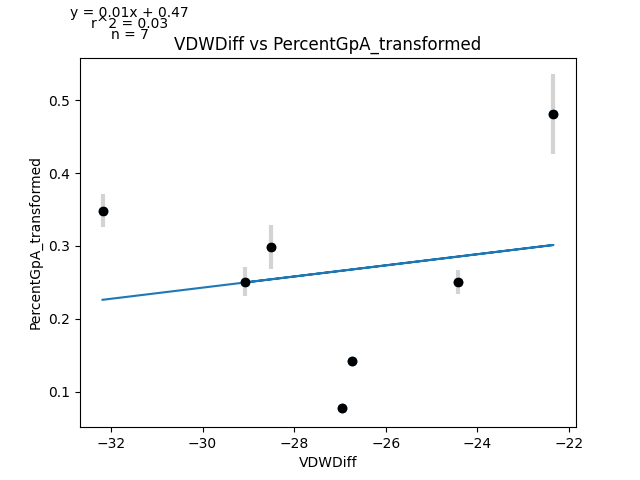 y = 0.01x + 0.47
r^2 = 0.03
n = 7
VDWDiff vs PercentGpA_transformed
PercentGpA_transformed
0.5
0.4
0.3
0.2
0.1
−32
−30
−28
−26
−24
−22
VDWDiff